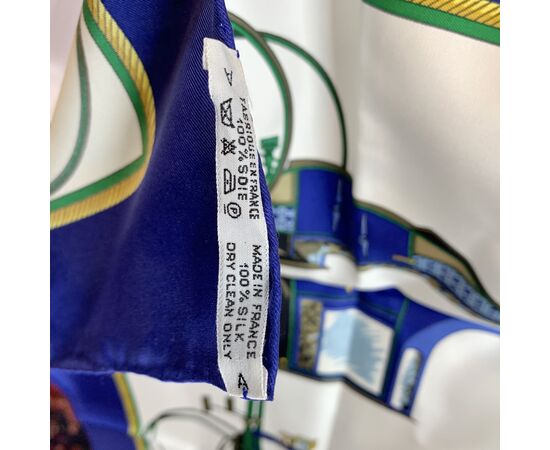 A
FABRIQUE EN FRANCE
100 % SOIE
MADE IN FRANCE
100 % SILK
DRY CLEAN ONLY